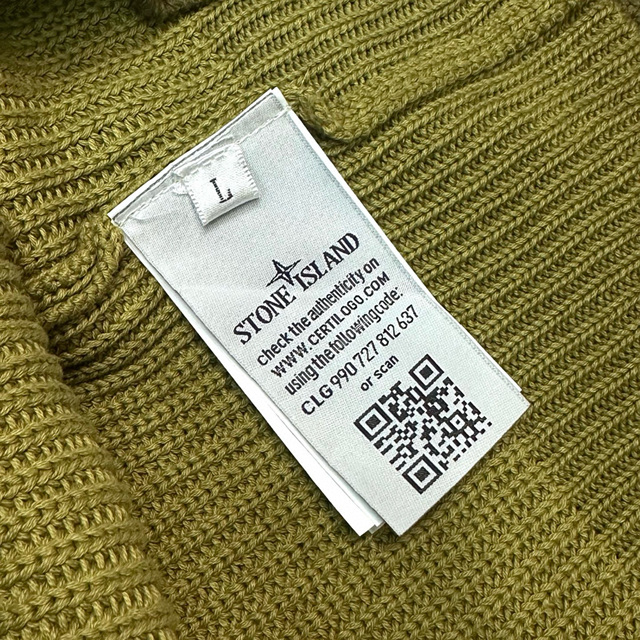 L
STONE ISLAND
check the authenticity on
WWW.CERTILOGO.COM
using the following code:
CLG 990 727 812 637
or scan